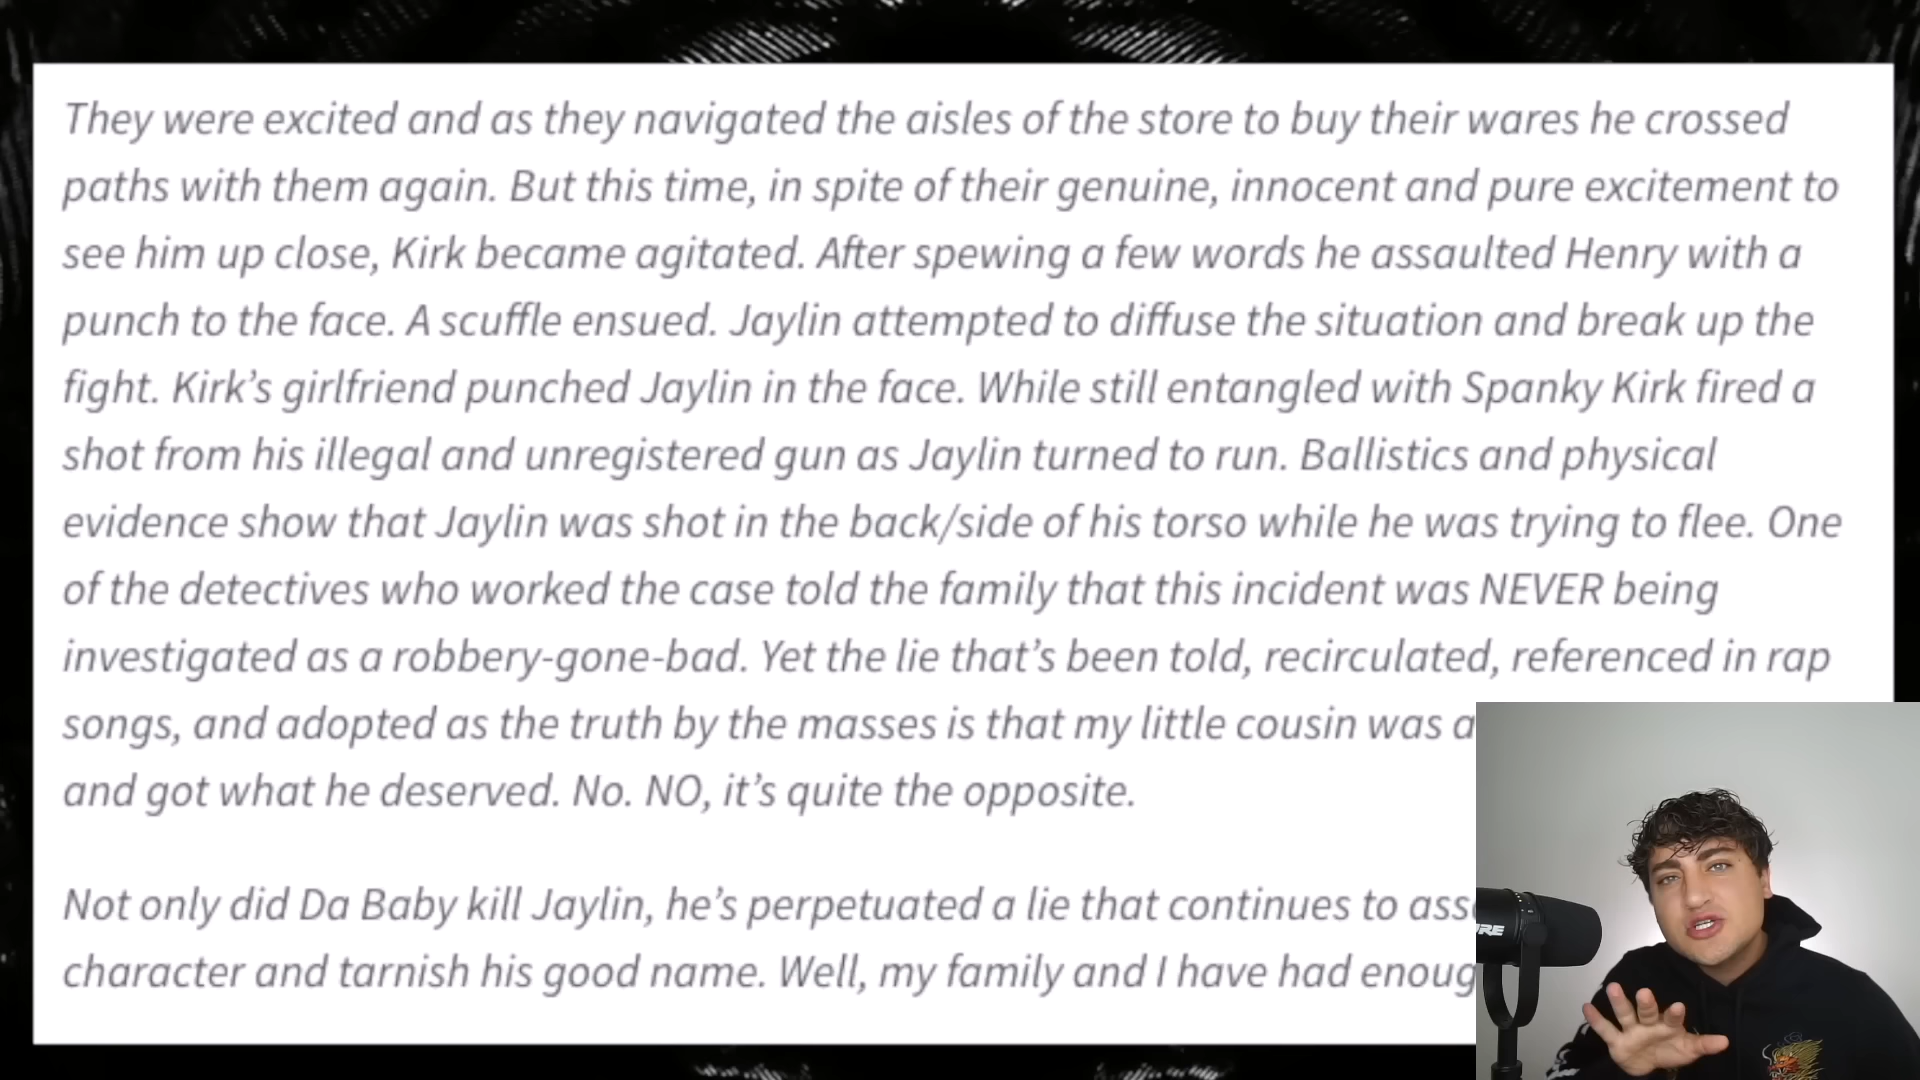 They were excited and as they navigated the aisles of the store to buy their wares he crossed
paths with them again. But this time, in spite of their genuine, innocent and pure excitement to
see him up close, Kirk became agitated. After spewing a few words he assaulted Henry with a
punch to the face. A scuffle ensued. Jaylin attempted to diffuse the situation and break up the
fight. Kirk’s girlfriend punched Jaylin in the face. While still entangled with Spanky Kirk fired a
shot from his illegal and unregistered gun as Jaylin turned to run. Ballistics and physical
evidence show that Jaylin was shot in the back/side of his torso while he was trying to flee. One
of the detectives who worked the case told the family that this incident was NEVER being
investigated as a robbery-gone-bad. Yet the lie that’s been told, recirculated, referenced in rap
songs, and adopted as the truth by the masses is that my little cousin was a
and got what he deserved. No. NO, it’s quite the opposite.
Not only did Da Baby kill Jaylin, he’s perpetuated a lie that continues to
character and tarnish his good name. Well, my family and I have had